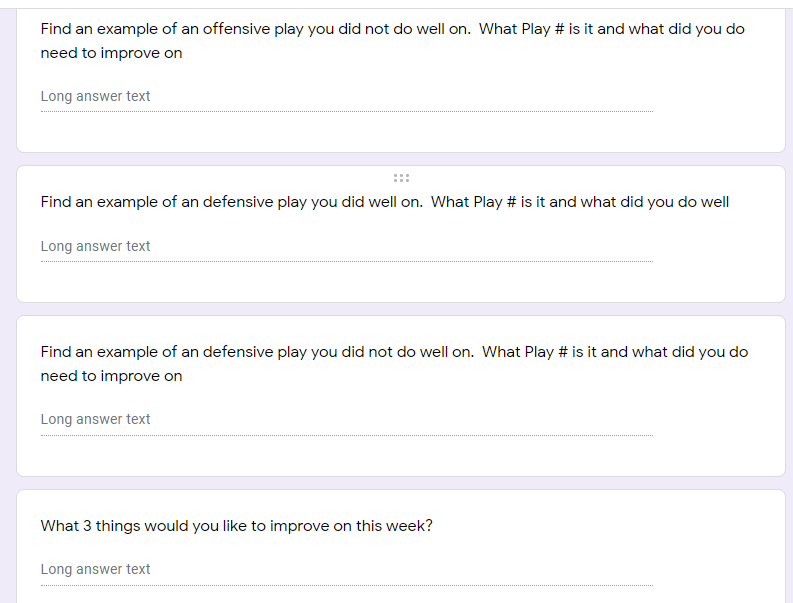 Find an example of an offensive play you did not do well on.  What Play # is it and what did you do
need to improve on
Long answer text
Find an example of an defensive play you did well on.  What Play # is it and what did you do well
Long answer text
Find an example of an defensive play you did not do well on.  What Play # is it and what did you do
need to improve on
Long answer text
What 3 things would you like to improve on this week?
Long answer text